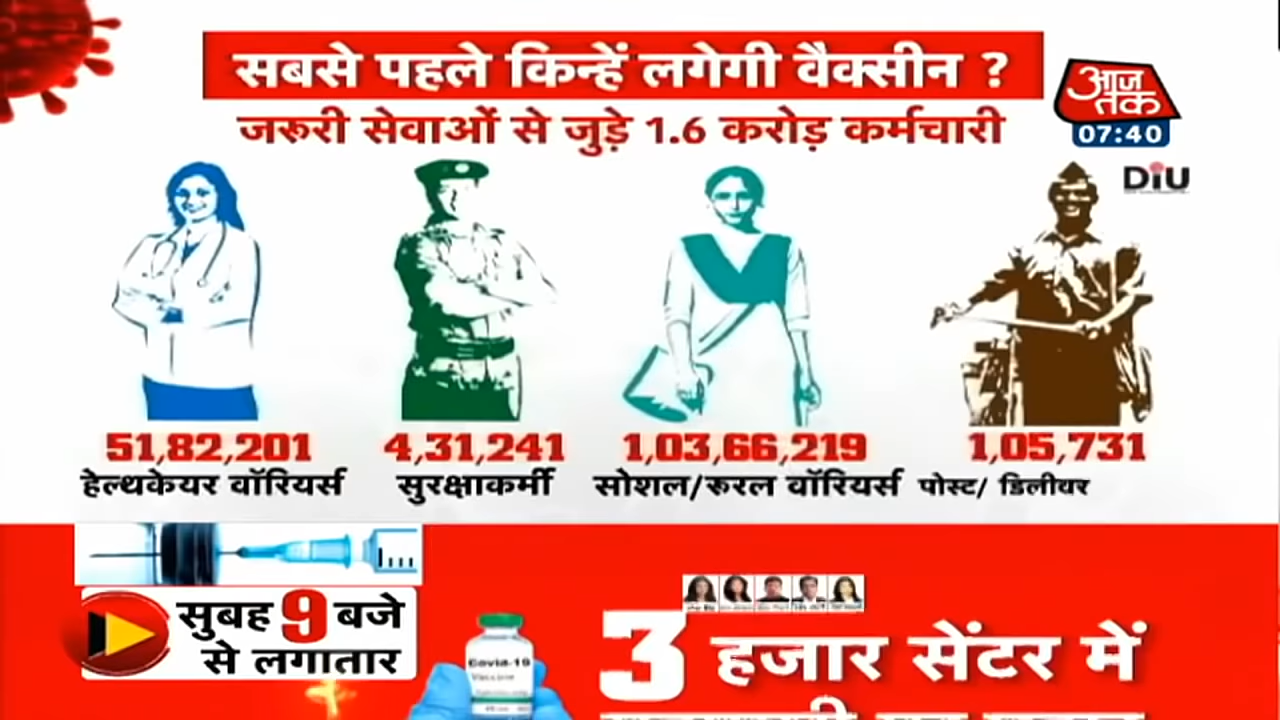 सबसे पहले किन्हें लगेगी वैक्सीन ?
आज
तक
07:40
जरूरी सेवाओं से जुड़े 1.6 करोड़ कर्मचारी
DIU
51,82,201
हेल्थकेयर वॉरियर्स
4,31,241
सुरक्षाकर्मी
1,03,66,219
सोशल/रूरल वॉरियर्स
1,05,731
पोस्ट/ डिलीवर
सुबह 9 बजे
से लगातार
Covid-19
Vaccine
3 हजार सेंटर में